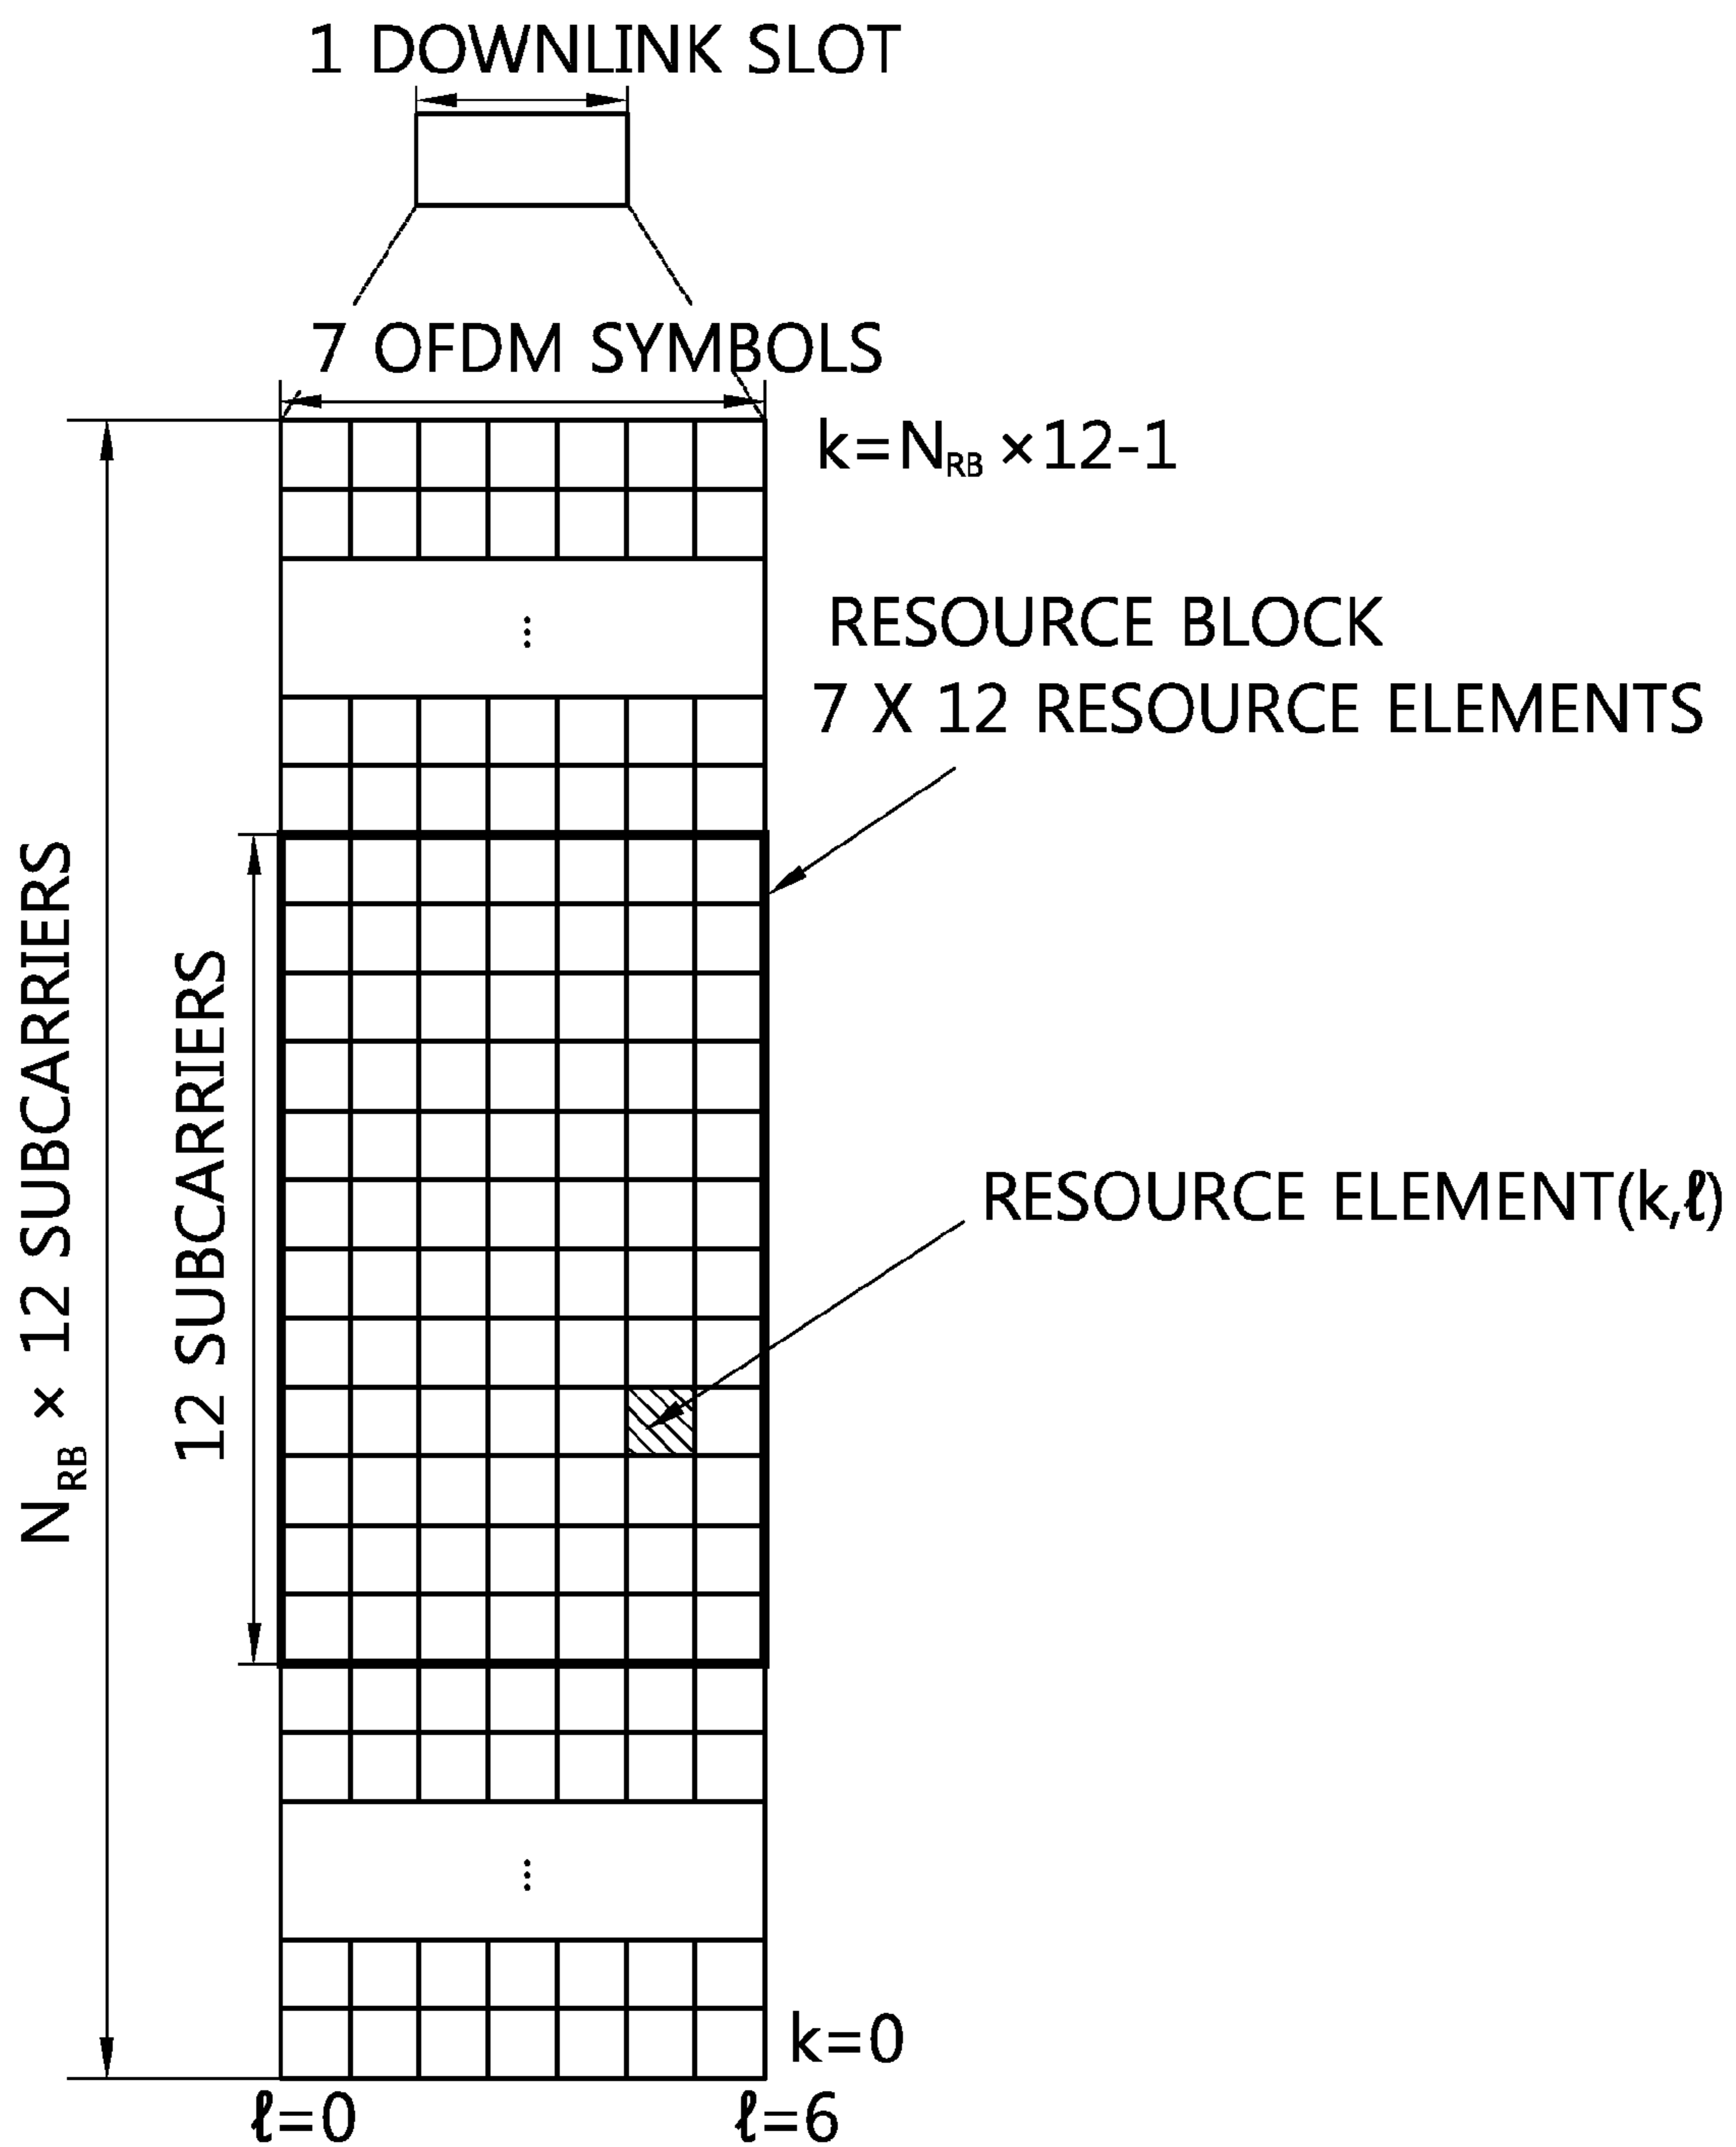 1 DOWNLINK SLOT
7 OFDM SYMBOLS
k=N_RB ×12-1
RESOURCE BLOCK
7 X 12 RESOURCE ELEMENTS
N_RB × 12 SUBCARRIERS
12 SUBCARRIERS
RESOURCE ELEMENT(k,ℓ)
k=0
ℓ=0
ℓ=6